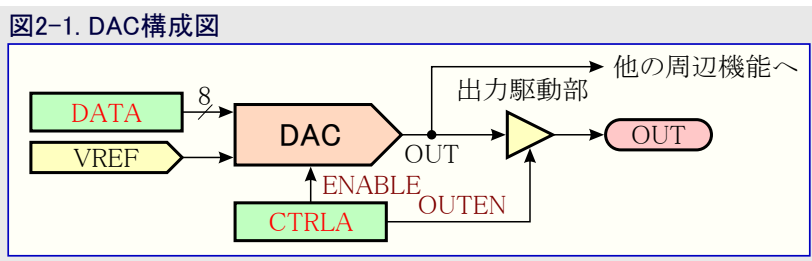 図2-1. DAC構成図
他の周辺機能へ
出力駆動部
DATA
8
DAC
OUT
OUT
VREF
ENABLE
OUTEN
CTRLA